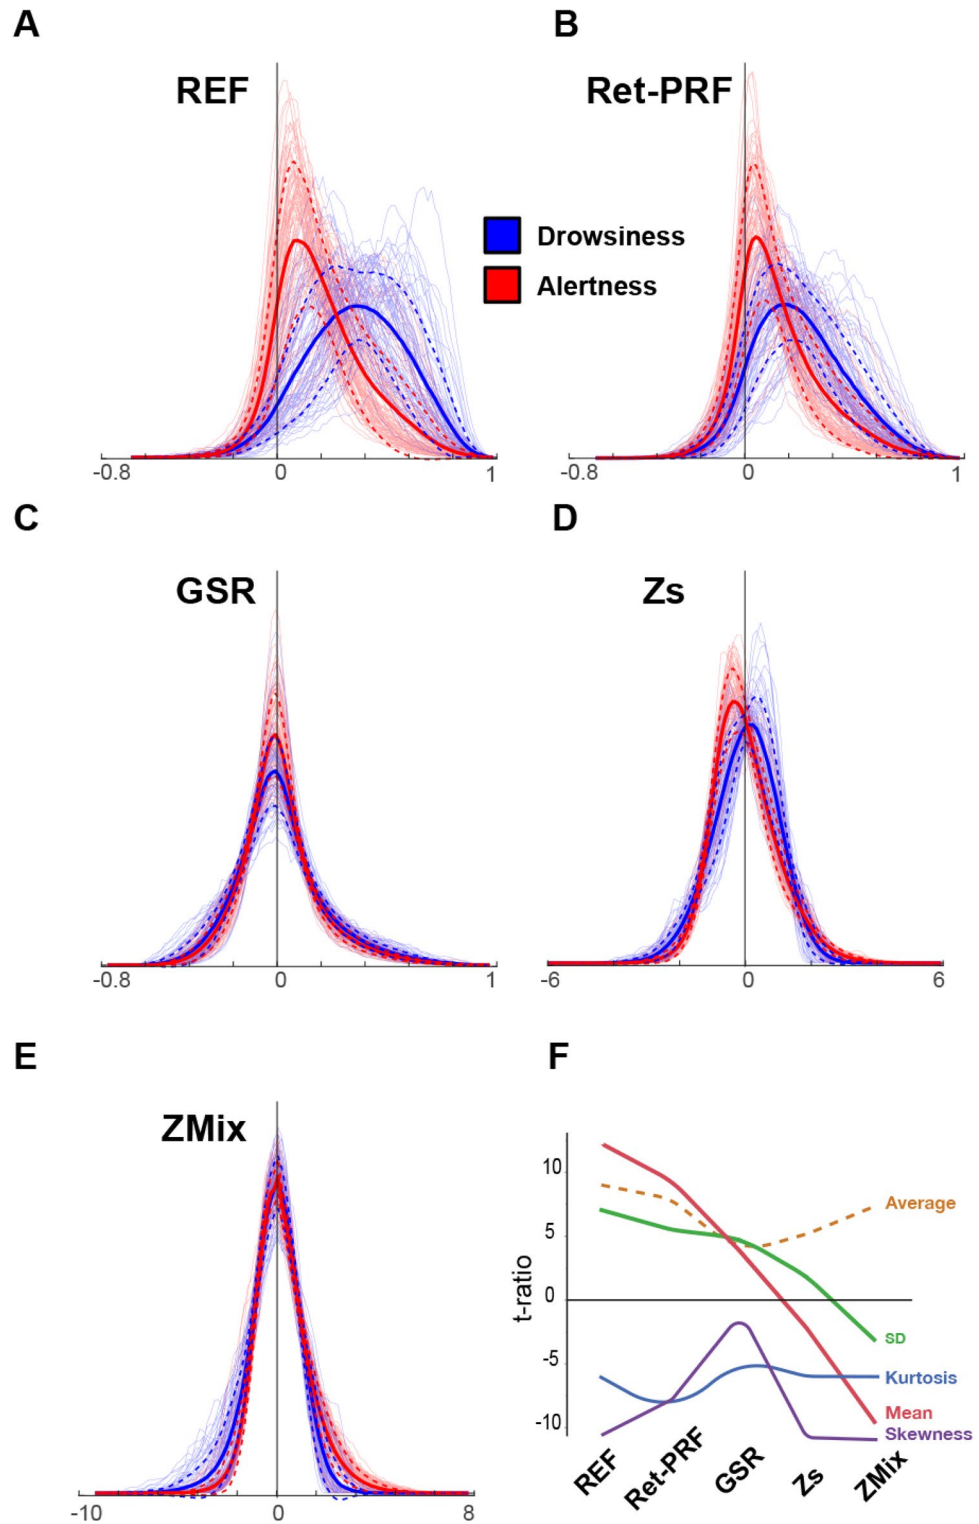 A
B
REF
Ret-PRF
Drowsiness
Alertness
-0.8
0
1
-0.8
0
1
C
D
GSR
Zs
-0.8
0
1
-6
0
6
E
F
ZMix
-10
0
8
t-ratio
10
5
0
-5
-10
Average
SD
Kurtosis
Mean
Skewness
REF
Ret-PRF
GSR
Zs
ZMix